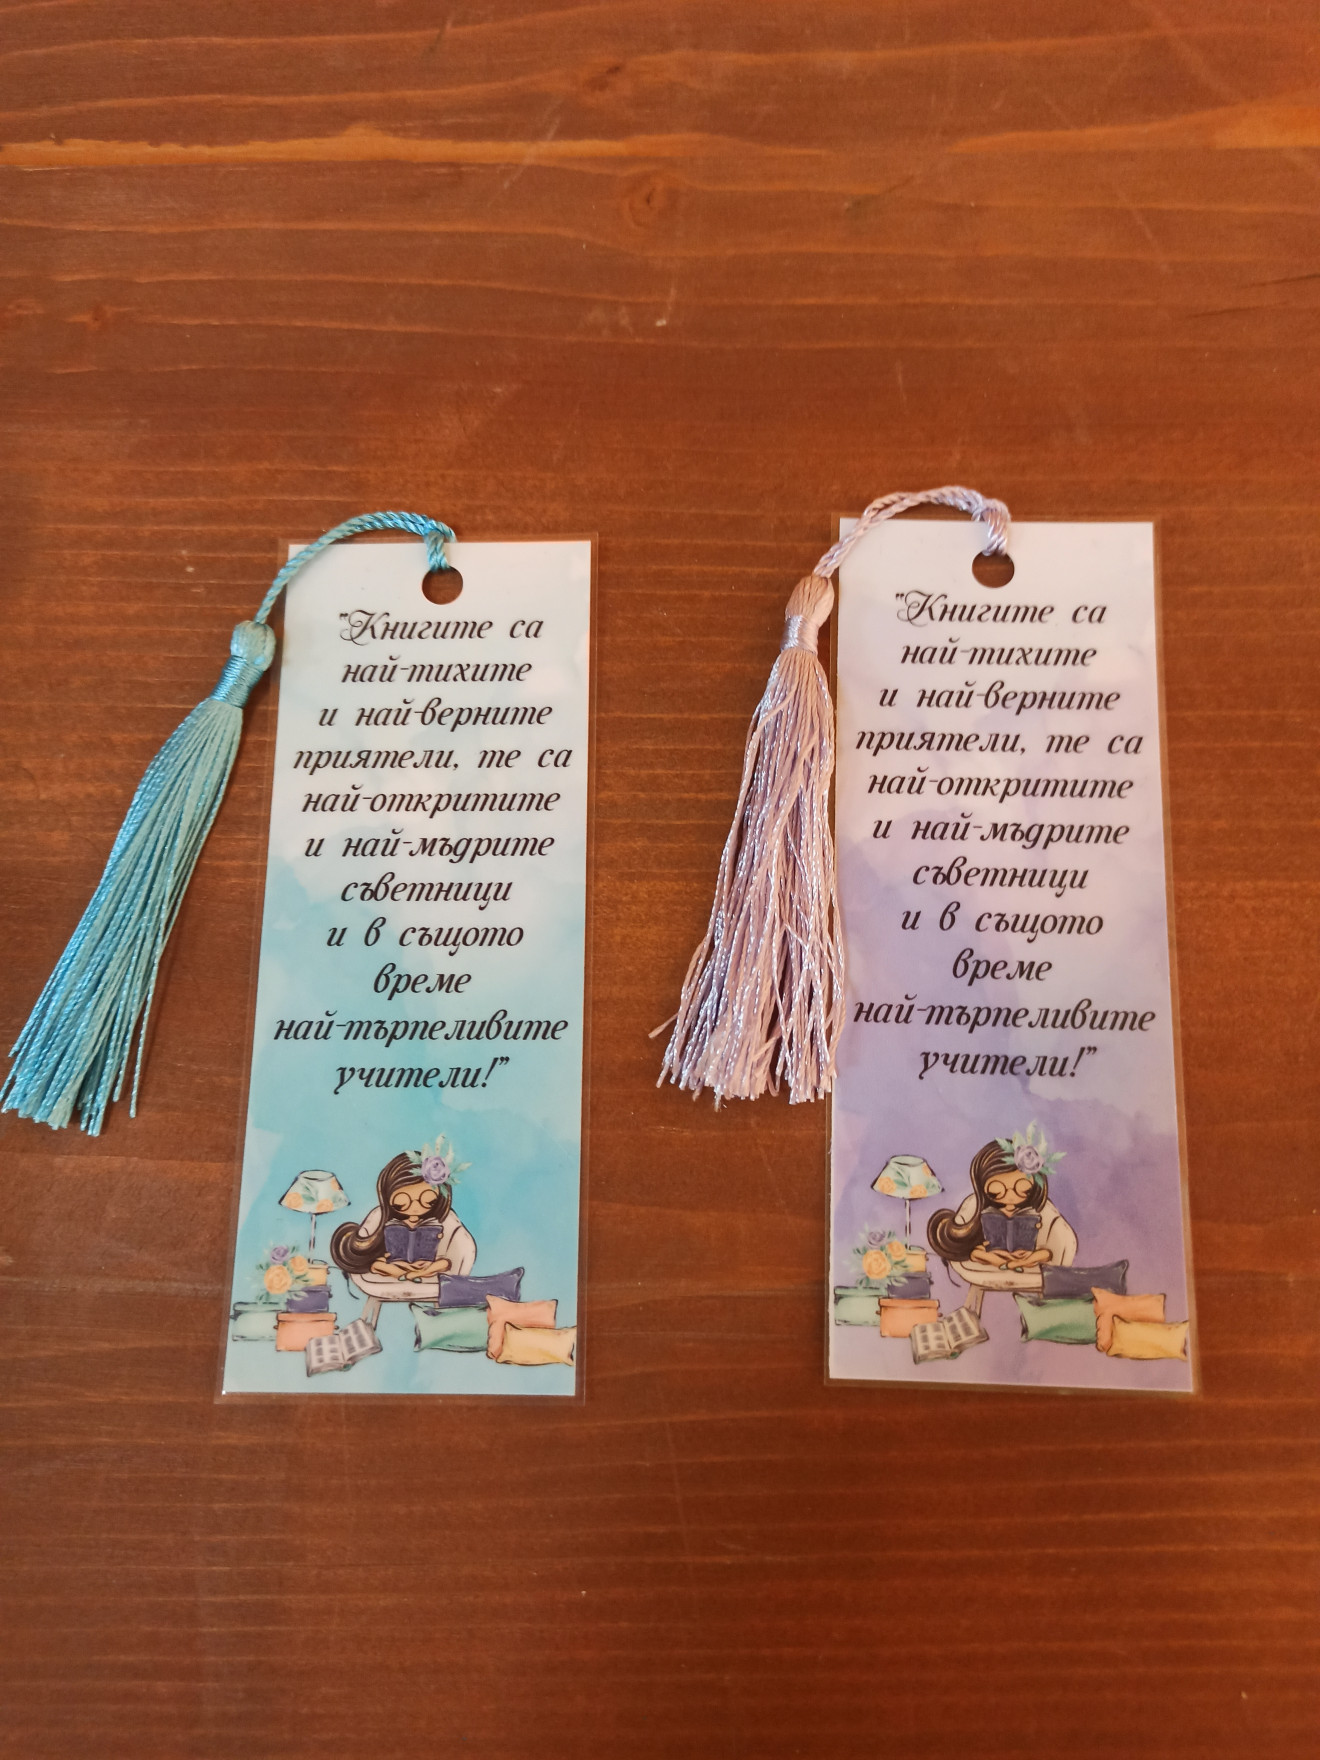 "Книгите са
най-тихите
и най-верните
приятели, те са
най-откритите
и най-мъдрите
съветници
и в същото
време
най-търпеливите
учители!"
"Книгите са
най-тихите
и най-верните
приятели, те са
най-откритите
и най-мъдрите
съветници
и в същото
време
най-търпеливите
учители!"